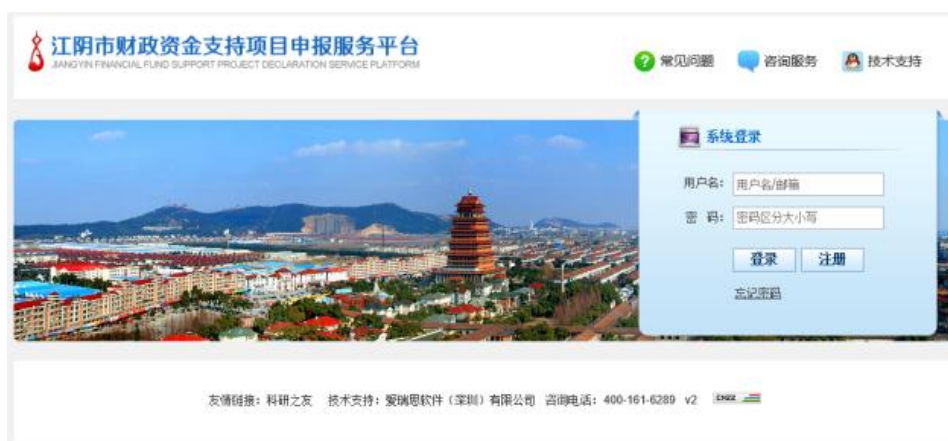 江阴市财政资金支持项目申报服务平台
JIANGYIN FINANCIAL FUND SUPPORT PROJECT DECLARATION SERVICE PLATFORM
常见问题 咨询服务 技术支持
系统登录
用户名: 用户名/邮箱
密 码: 密码区分大小写
登录 注册
忘记密码
友情链接: 科研之友 技术支持: 爱瑞思软件(深圳)有限公司 咨询电话: 400-161-6289 v2 CNZZ